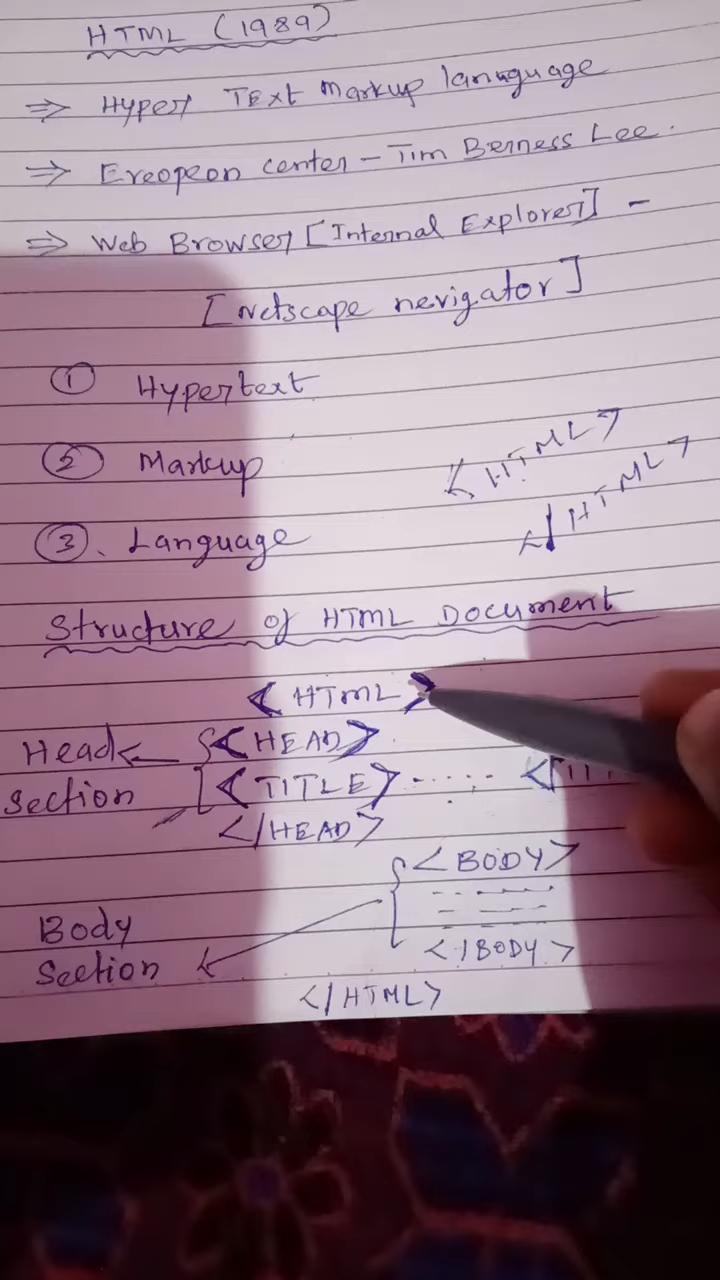 HTML (1989)
⇒ Hyper TExt Markup language
⇒ Ereopeon center - Tim Berness Lee.
⇒ Web Browser [Internal Explorer] -
[Netscape nevigator]
① Hypertext
② Markup
③. Language
<HTML>
</HTML>
Structure of HTML DOCUMENT
<HTML>
Head Section
<HEAD>
<TITLE> ......
</HEAD>
<BODY>
Body Section
</BODY>
</HTML>